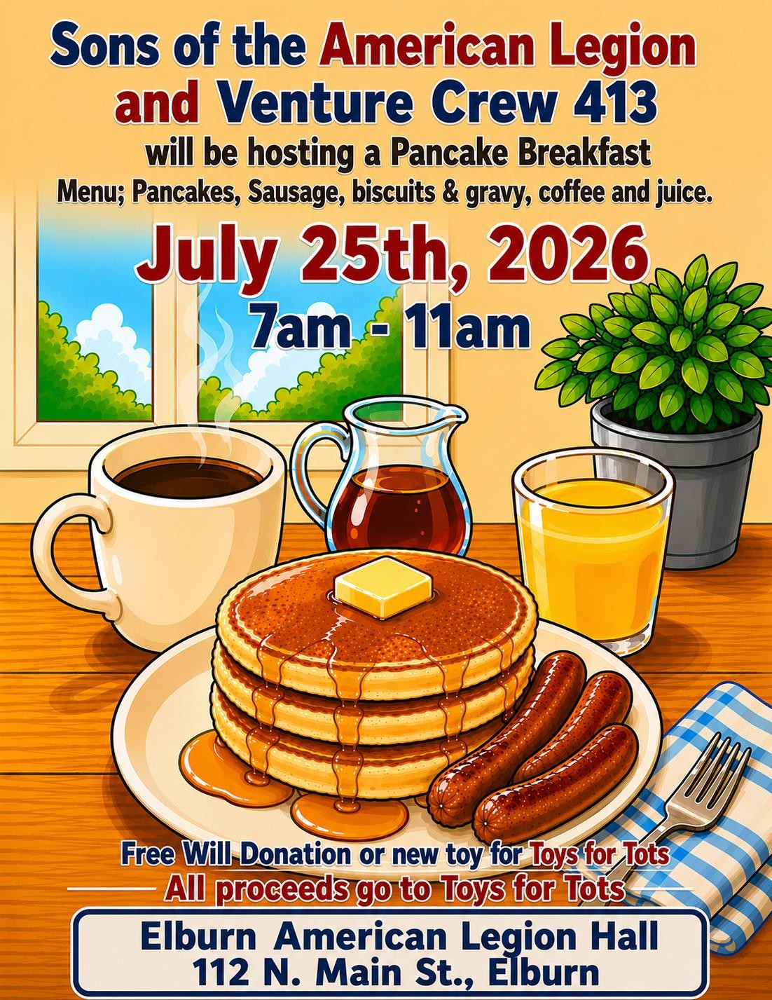 Sons of the American Legion
and Venture Crew 413
will be hosting a Pancake Breakfast
Menu; Pancakes, Sausage, biscuits & gravy, coffee and juice.
July 25th, 2026
7am - 11am
Free Will Donation or new toy for Toys for Tots
All proceeds go to Toys for Tots
Elburn American Legion Hall
112 N. Main St., Elburn